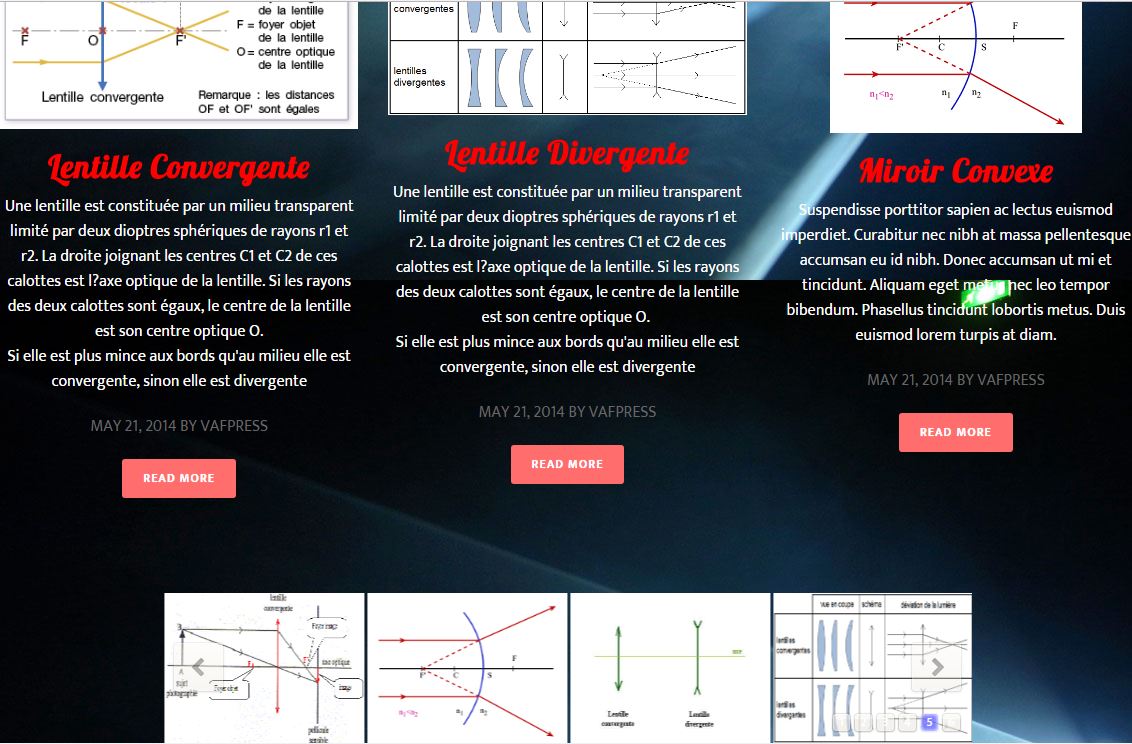 de la lentille
F = foyer objet
de la lentille
O = centre optique
de la lentille
F
O
F'
Lentille convergente
Remarque : les distances
OF et OF' sont égales
Lentille Convergente
Une lentille est constituée par un milieu transparent
limité par deux dioptres sphériques de rayons r1 et
r2. La droite joignant les centres C1 et C2 de ces
calottes est l?axe optique de la lentille. Si les rayons
des deux calottes sont égaux, le centre de la lentille
est son centre optique O.
Si elle est plus mince aux bords qu'au milieu elle est
convergente, sinon elle est divergente
MAY 21, 2014 BY VAFPRESS
READ MORE
convergentes
lentilles
divergentes
Lentille Divergente
Une lentille est constituée par un milieu transparent
limité par deux dioptres sphériques de rayons r1 et
r2. La droite joignant les centres C1 et C2 de ces
calottes est l?axe optique de la lentille. Si les rayons
des deux calottes sont égaux, le centre de la lentille
est son centre optique O.
Si elle est plus mince aux bords qu'au milieu elle est
convergente, sinon elle est divergente
MAY 21, 2014 BY VAFPRESS
READ MORE
F
F' C S
n1<n2 n1 n2
Miroir Convexe
Suspendisse porttitor sapien ac lectus euismod
imperdiet. Curabitur nec nibh at massa pellentesque
accumsan eu id nibh. Donec accumsan ut mi et
tincidunt. Aliquam eget metus nec leo tempor
bibendum. Phasellus tincidunt lobortis metus. Duis
euismod lorem turpis at diam.
MAY 21, 2014 BY VAFPRESS
READ MORE
lentille
convergente
B
Foyer image
axe optique
A
sujet
photographié
Foyer objet
image
pellicule
sensible
F
F' C S
n1<n2 n1 n2
Lentille
convergente
Lentille
divergente
vue en coupe schéma déviation de la lumière
lentilles
convergentes
lentilles
divergentes
5